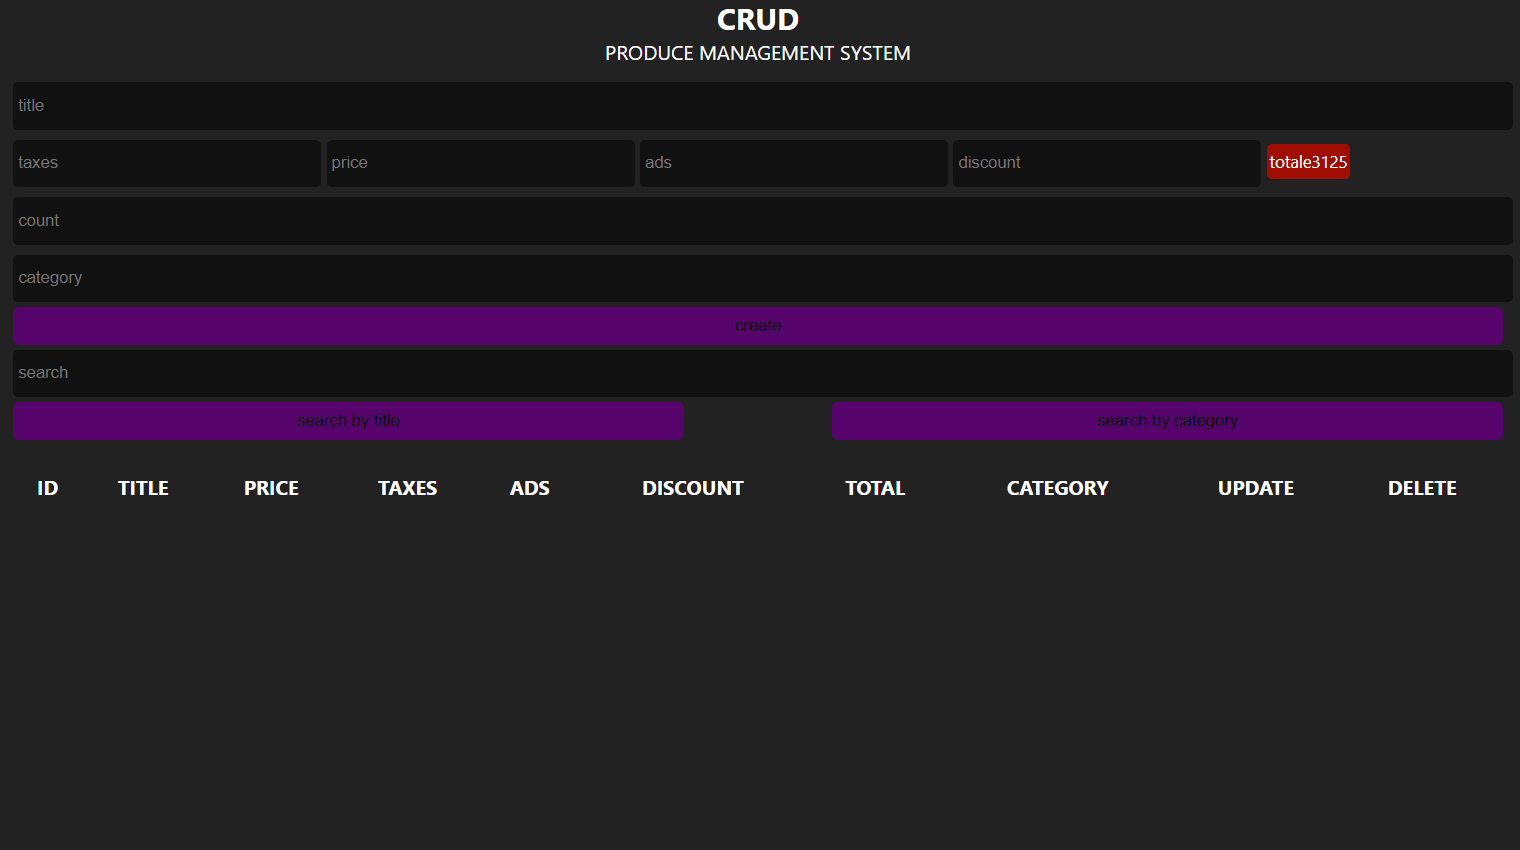 CRUD
PRODUCE MANAGEMENT SYSTEM
title
taxes price ads discount totale3125
count
category
create
search
search by title search by category
ID TITLE PRICE TAXES ADS DISCOUNT TOTAL CATEGORY UPDATE DELETE